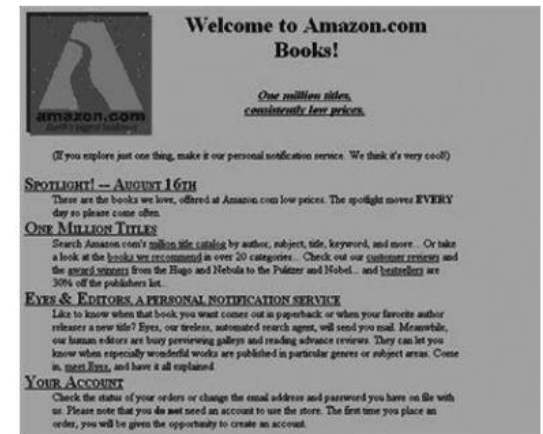 Welcome to Amazon.com
Books!
One million titles,
consistently low prices.
amazon.com
(If you explore just one thing, make it our personal notification service. We think it's very cool!)
SPOTLIGHT! -- AUGUST 16TH
These are the books we love, offered at Amazon.com low prices. The spotlight moves EVERY
day so please come often.
ONE MILLION TITLES
Search Amazon.com's million title catalog by author, subject, title, keyword, and more... Or take
a look at the books we recommend in over 20 categories... Check out our customer reviews and
the award winners from the Hugo and Nebula to the Pulitzer and Nobel... and bestsellers are
30% off the publishers list...
EYES & EDITORS, A PERSONAL NOTIFICATION SERVICE
Like to know when that book you want comes out in paperback or when your favorite author
releases a new title? Eyes, our tireless, automated search agent, will send you mail. Meanwhile,
our human editors are busy previewing galleys and reading advance reviews. They can let you
know when especially wonderful works are published in particular genres or subject areas. Come
in, meet Eyes, and have it all explained.
YOUR ACCOUNT
Check the status of your orders or change the email address and password you have on file with
us. Please note that you do not need an account to use the store. The first time you place an
order, you will be given the opportunity to create an account.